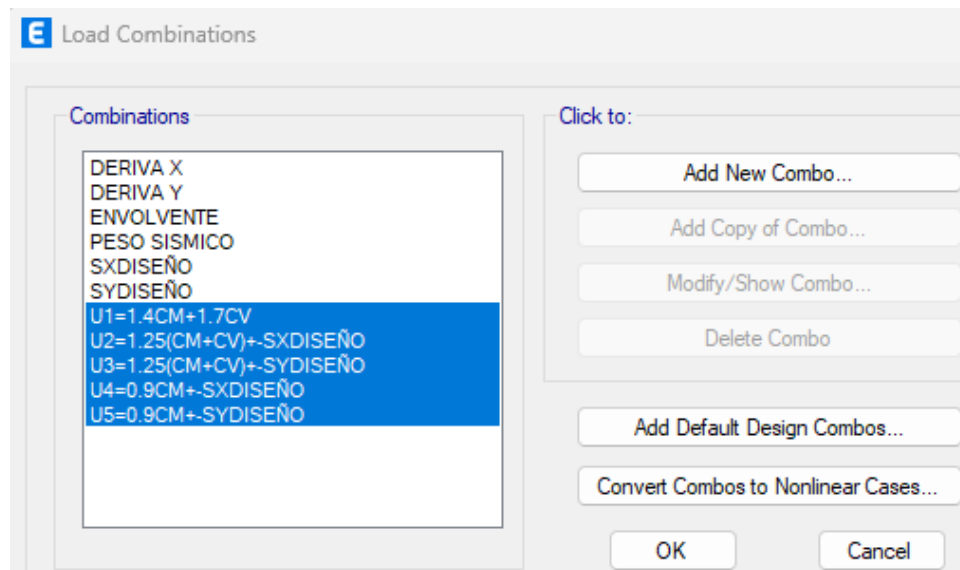 E Load Combinations
Combinations
DERIVA X
DERIVA Y
ENVOLVENTE
PESO SISMICO
SXDISEÑO
SYDISEÑO
U1=1.4CM+1.7CV
U2=1.25(CM+CV)+-SXDISEÑO
U3=1.25(CM+CV)+-SYDISEÑO
U4=0.9CM+-SXDISEÑO
U5=0.9CM+-SYDISEÑO
Click to:
Add New Combo...
Add Copy of Combo...
Modify/Show Combo...
Delete Combo
Add Default Design Combos...
Convert Combos to Nonlinear Cases...
OK Cancel